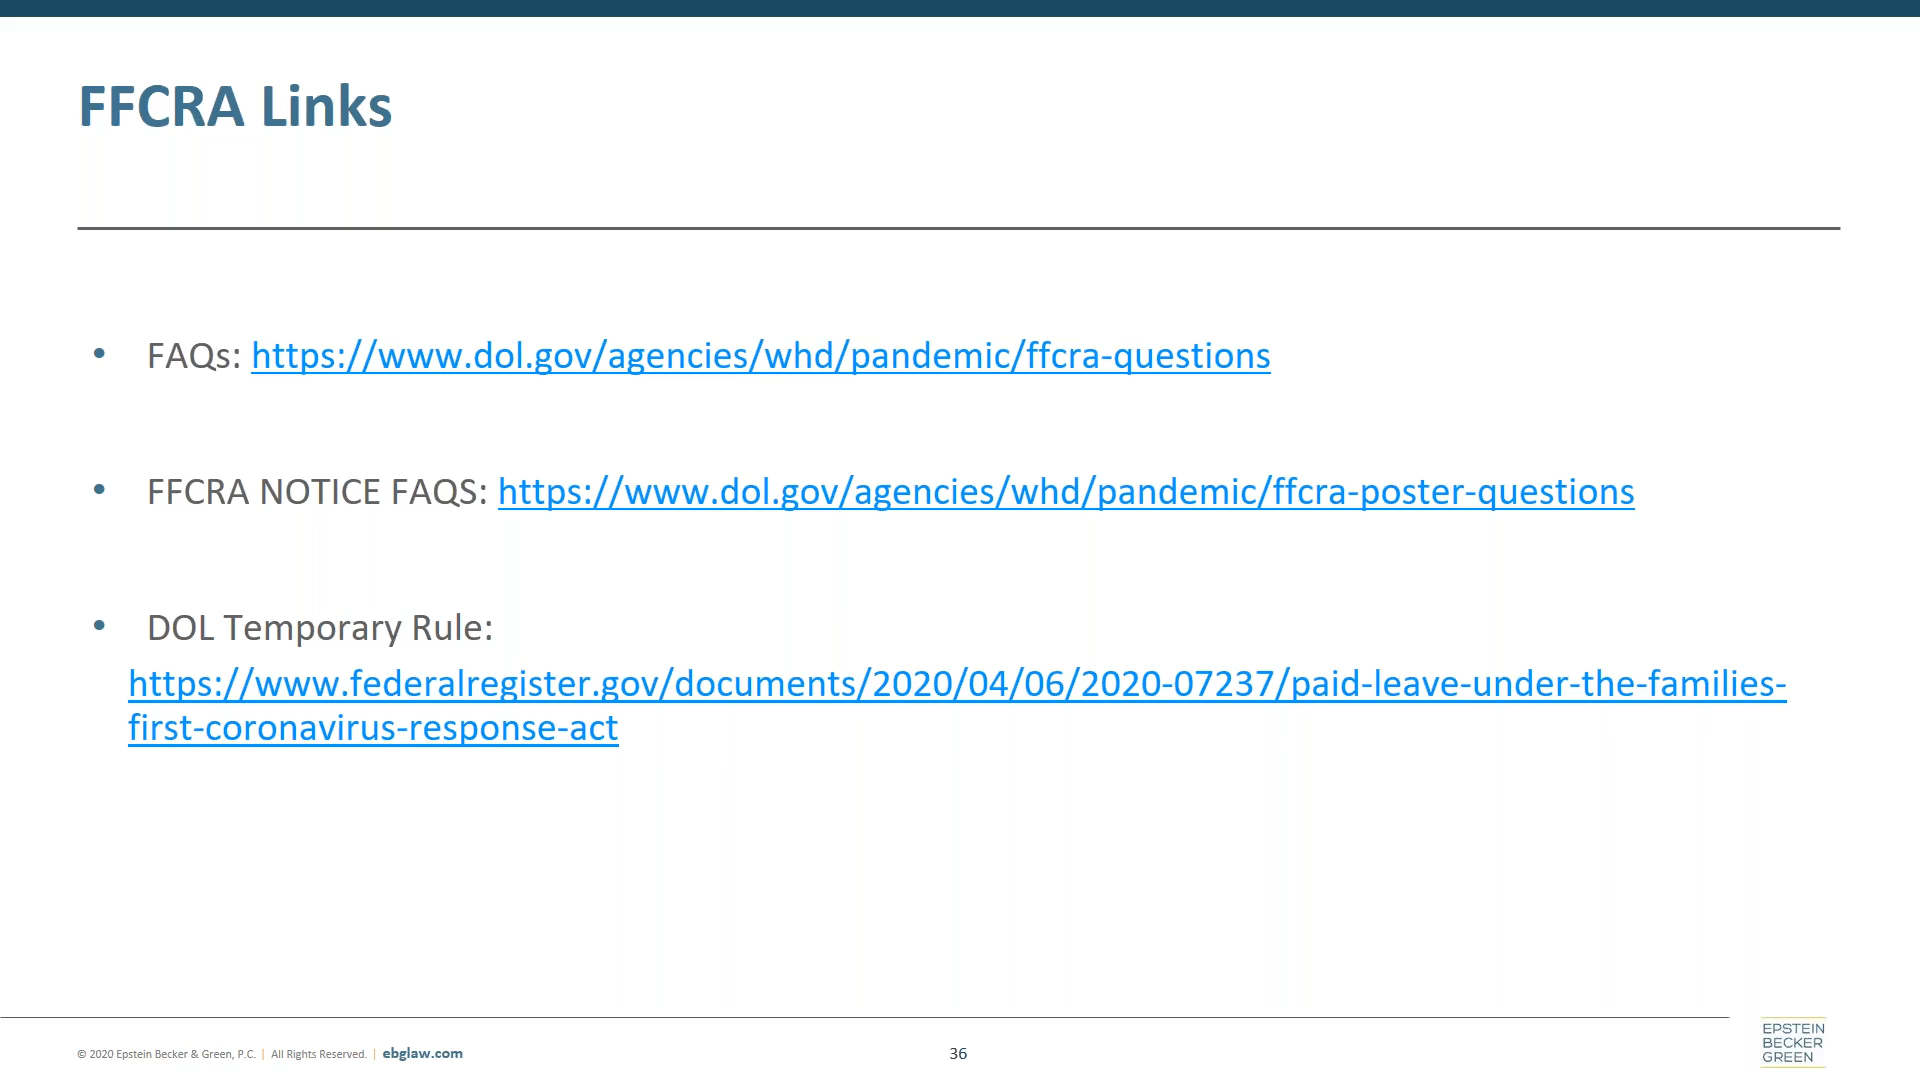 FFCRA Links
• FAQs: https://www.dol.gov/agencies/whd/pandemic/ffcra-questions
• FFCRA NOTICE FAQS: https://www.dol.gov/agencies/whd/pandemic/ffcra-poster-questions
• DOL Temporary Rule:
https://www.federalregister.gov/documents/2020/04/06/2020-07237/paid-leave-under-the-families-
first-coronavirus-response-act
© 2020 Epstein Becker & Green, P.C. | All Rights Reserved. | ebglaw.com
36
EPSTEIN
BECKER
GREEN